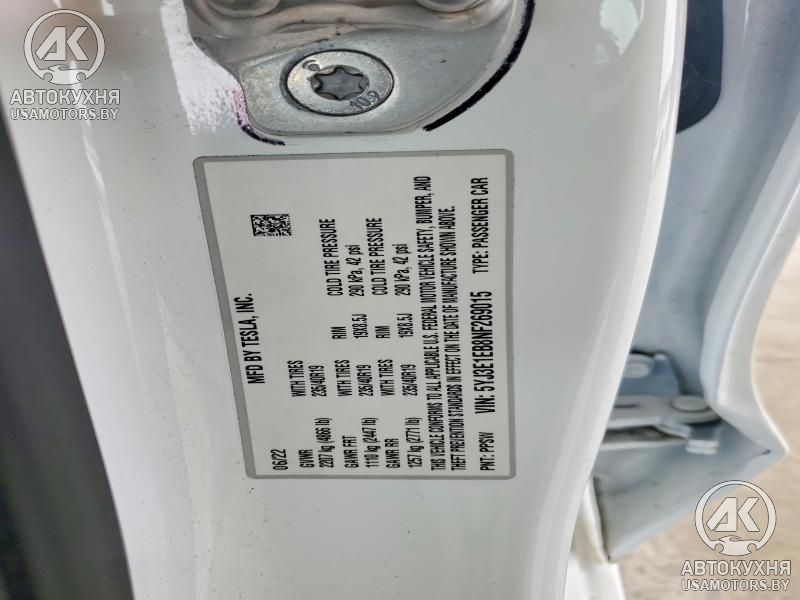 AK
АВТОКУХНЯ
USAMOTORS.BY
MFD BY TESLA, INC.
06/22
GVWR WITH TIRES RIM COLD TIRE PRESSURE
2207 kg (4866 lb) 235/40R19 19X8.5J 290 kPa, 42 psi
GAWR FRT WITH TIRES RIM COLD TIRE PRESSURE
1110 kg (2447 lb) 235/40R19 19X8.5J 290 kPa, 42 psi
GAWR RR
1257 kg (2771 lb) 235/40R19
THIS VEHICLE CONFORMS TO ALL APPLICABLE U.S. FEDERAL MOTOR VEHICLE SAFETY, BUMPER, AND
THEFT PREVENTION STANDARDS IN EFFECT ON THE DATE OF MANUFACTURE SHOWN ABOVE.
VIN: 5YJ3E1EB8NF269015 TYPE: PASSENGER CAR
PNT: PPSW
AK
АВТОКУХНЯ
USAMOTORS.BY